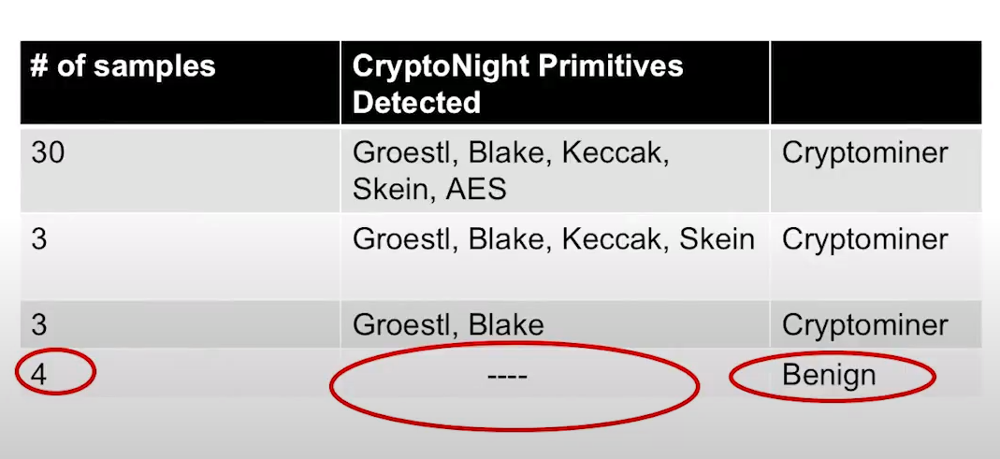 # of samples CryptoNight Primitives
Detected
30 Groestl, Blake, Keccak, Cryptominer
Skein, AES
3 Groestl, Blake, Keccak, Skein Cryptominer
3 Groestl, Blake Cryptominer
4 ---- Benign